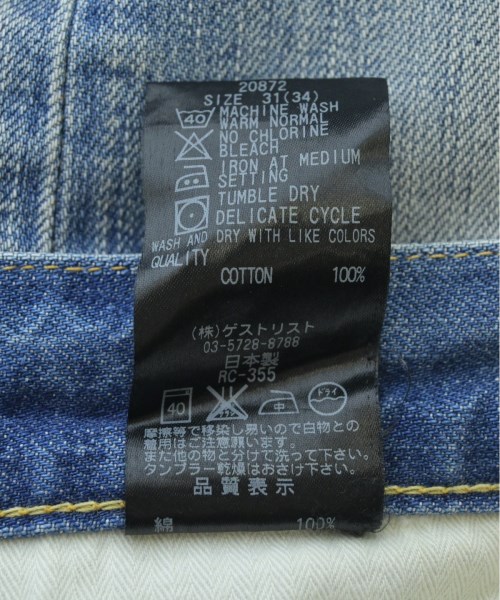 20872
SIZE 31(34)
40 MACHINE WASH
WARM NORMAL
NO CHLORINE
BLEACH
IRON AT MEDIUM
SETTING
TUMBLE DRY
DELICATE CYCLE
WASH AND DRY WITH LIKE COLORS
QUALITY
COTTON 100%
(株)ゲストリスト
03-5728-8788
日本製
RC-355
40 中 ドライ
摩擦等で移染し易いので白物との
着用はご注意願います。
また他の物と分けて洗って下さい。
タンブラー乾燥はお避け下さい。
品質表示
綿 100%